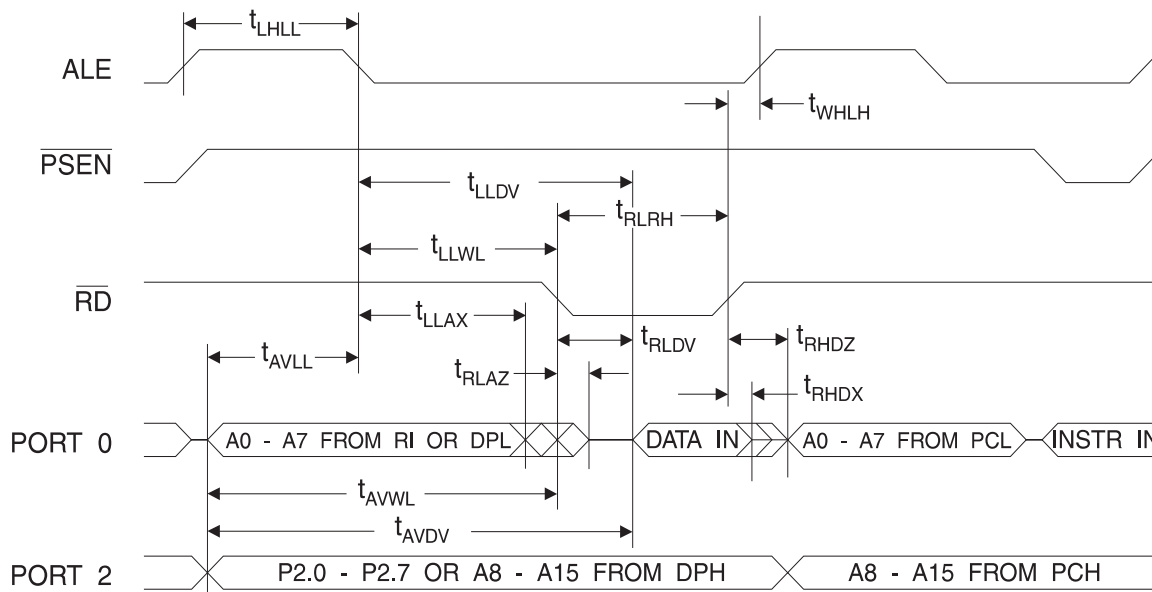 tLHLL
ALE
tWHLH
PSEN
tLLDV
tRLRH
tLLWL
RD
tLLAX
tRLDV
tRHDZ
tAVLL
tRLAZ
tRHDX
PORT 0
A0 - A7 FROM RI OR DPL
DATA IN
A0 - A7 FROM PCL
INSTR IN
tAVWL
tAVDV
PORT 2
P2.0 - P2.7 OR A8 - A15 FROM DPH
A8 - A15 FROM PCH